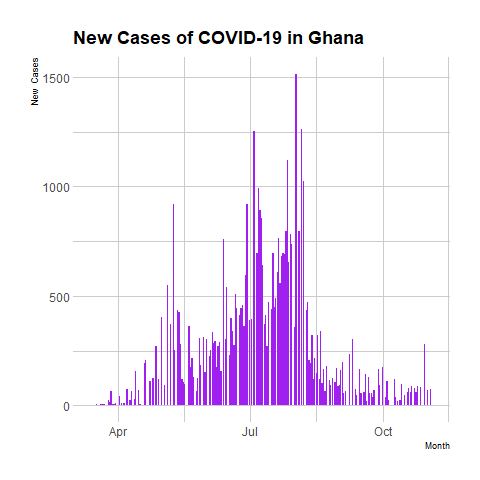 New Cases of COVID-19 in Ghana
New Cases
1500
1000
500
0
Apr
Jul
Oct
Month